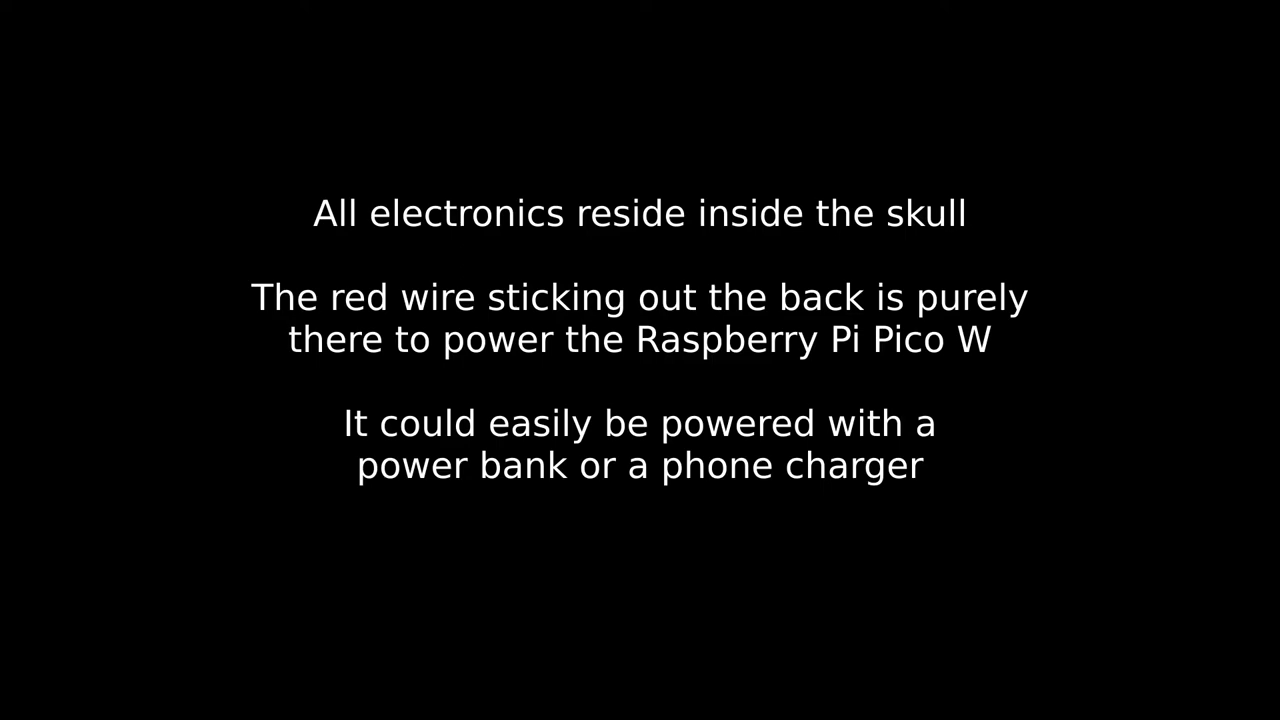 All electronics reside inside the skull
The red wire sticking out the back is purely
there to power the Raspberry Pi Pico W
It could easily be powered with a
power bank or a phone charger